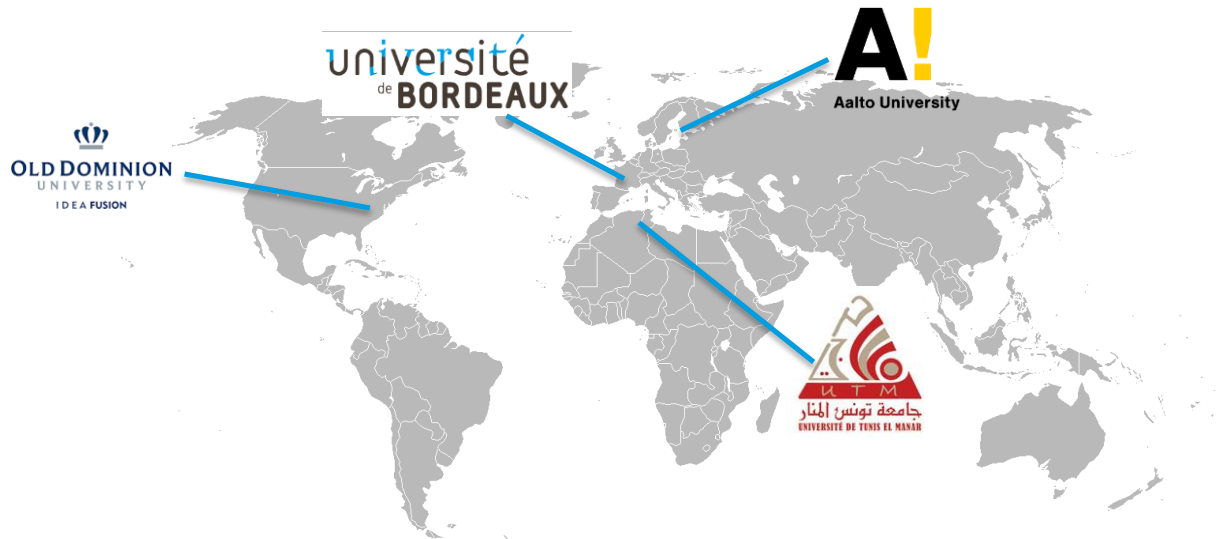 université
de BORDEAUX
A!
Aalto University
OLD DOMINION
UNIVERSITY
IDEA FUSION
UTM
جامعة تونس المنار
UNIVERSITÉ DE TUNIS EL MANAR